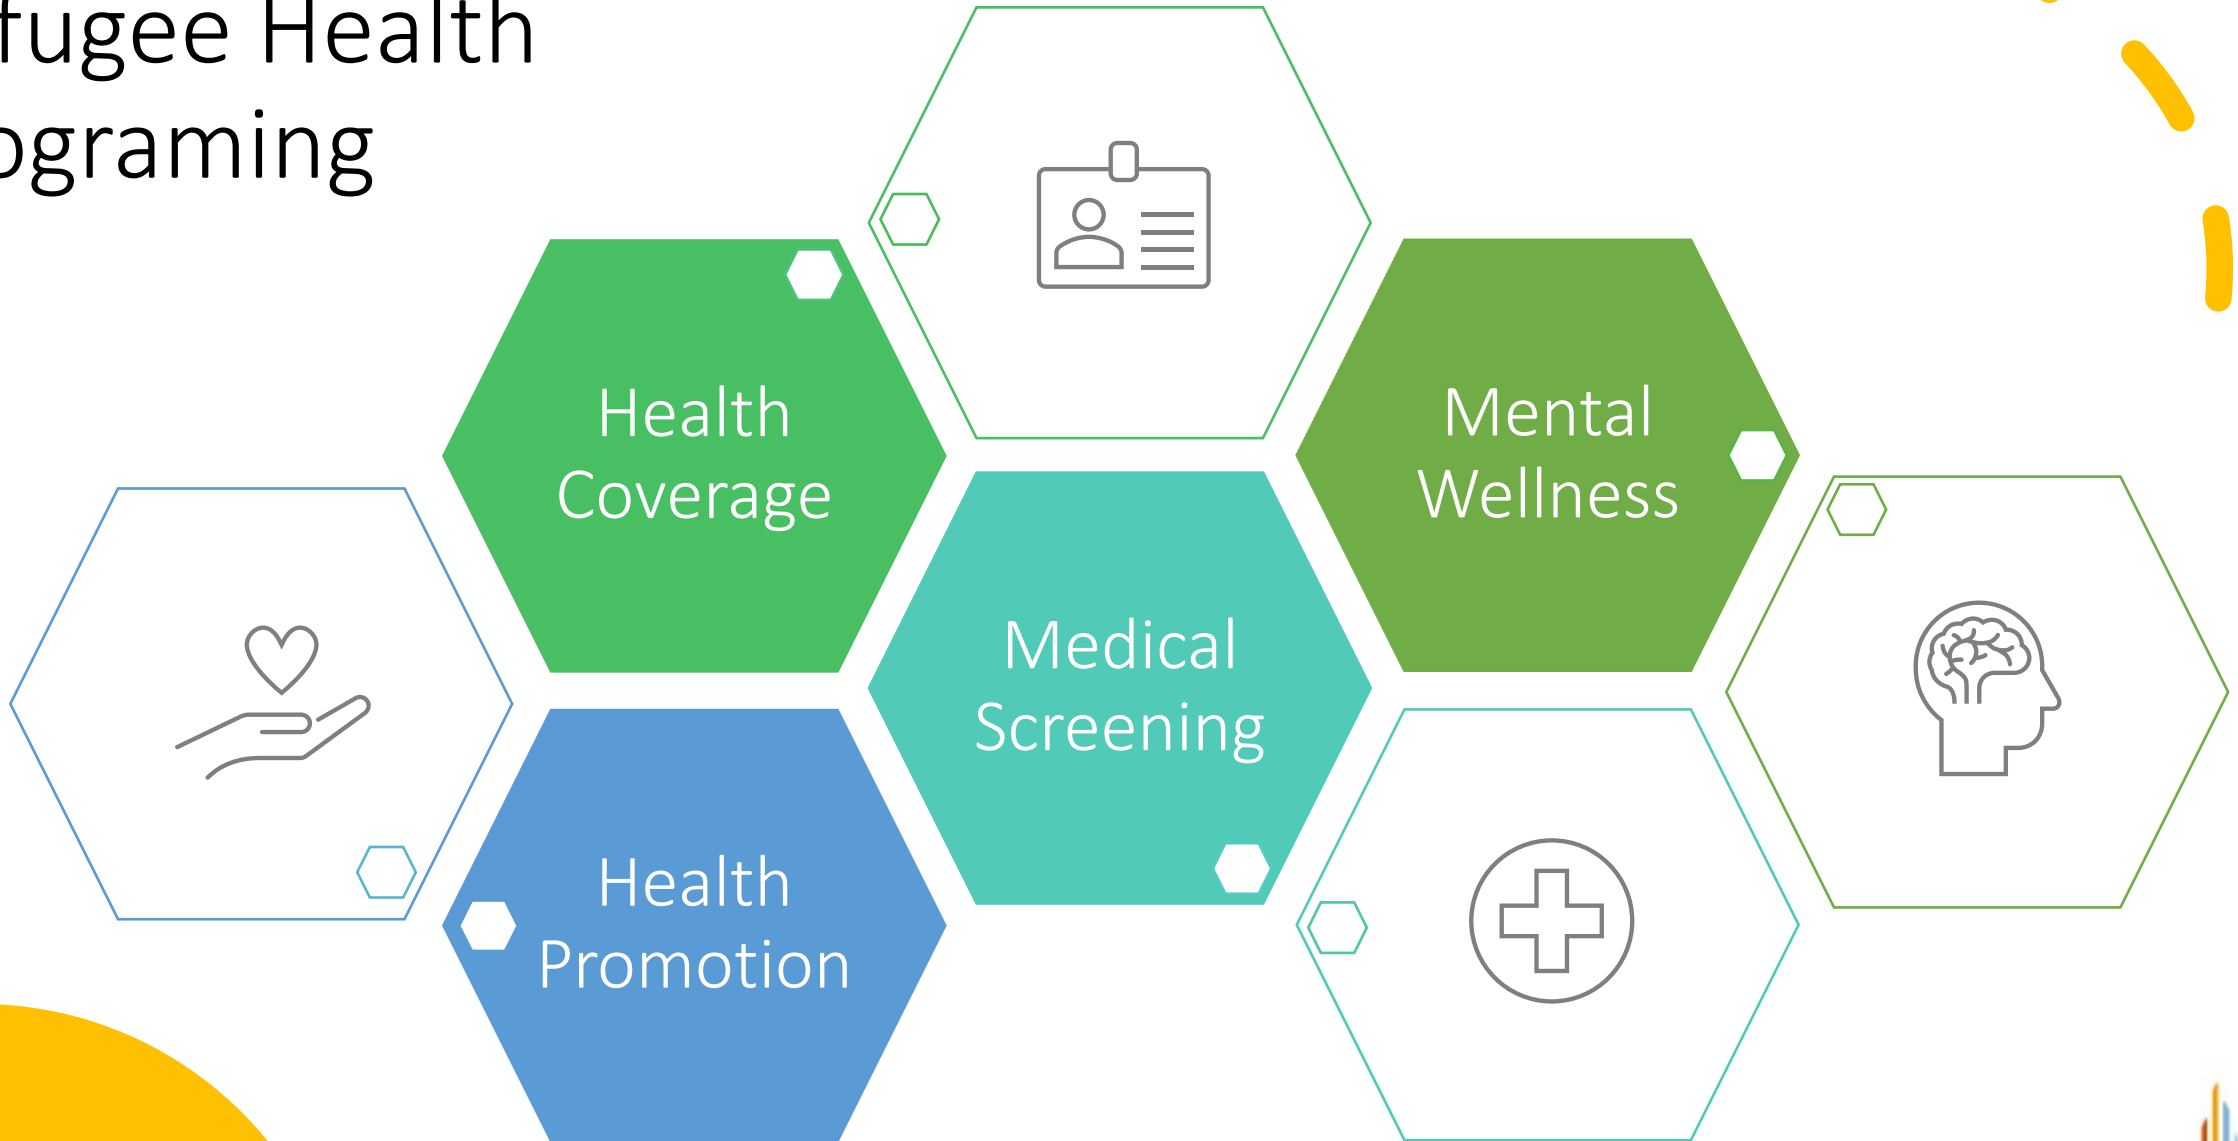 fugee Health
ograming
Health
Coverage
Mental
Wellness
Medical
Screening
Health
Promotion